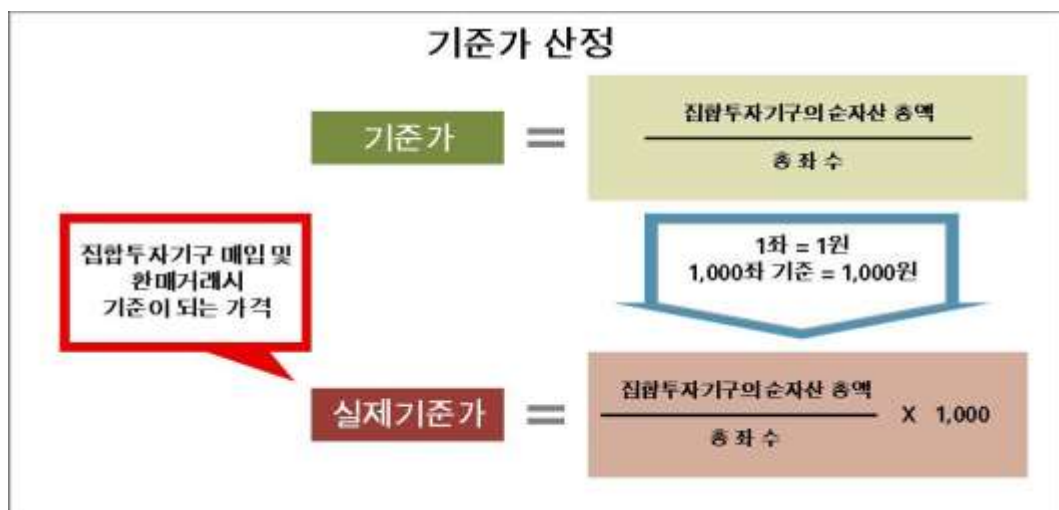 기준가 산정
기준가 =
집합투자기구의 순자산 총액
총 좌 수
집합투자기구 매입 및
환매거래시
기준이 되는 가격
1좌 = 1원
1,000좌 기준 = 1,000원
실제기준가 =
집합투자기구의 순자산 총액
총 좌 수
X 1,000